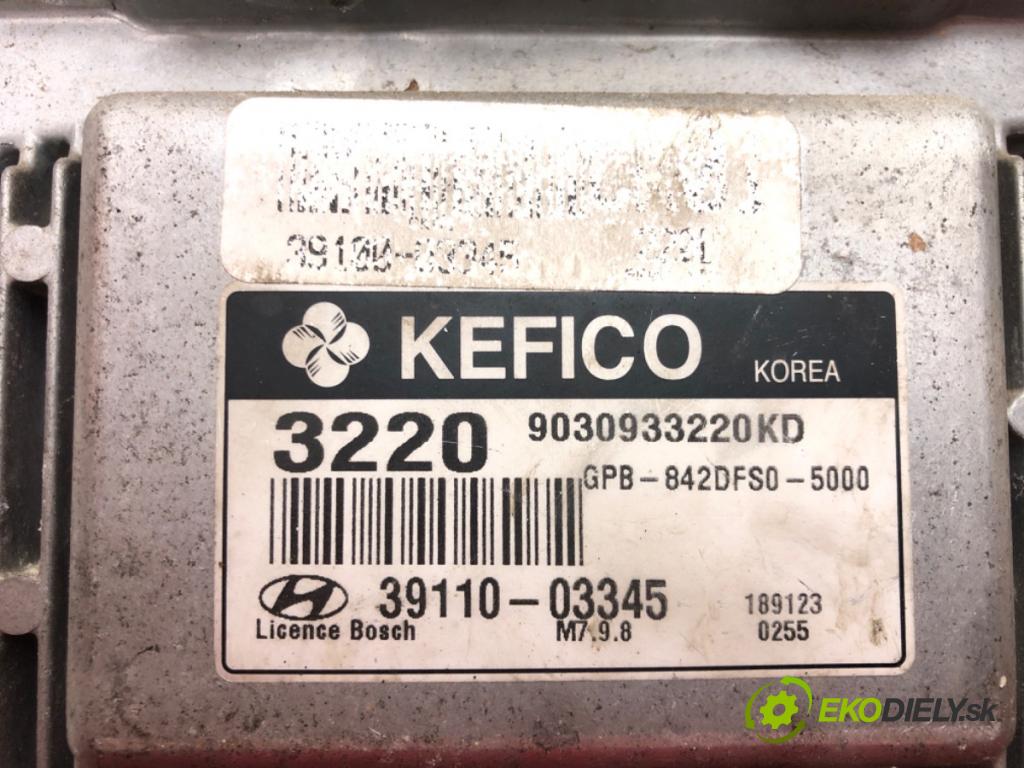 KEFICO
KOREA
3220
9030933220KD
GPB-842DFS0-5000
39110-03345
189123
Licence Bosch
M7.9.8
0255
EKODIELY.sk